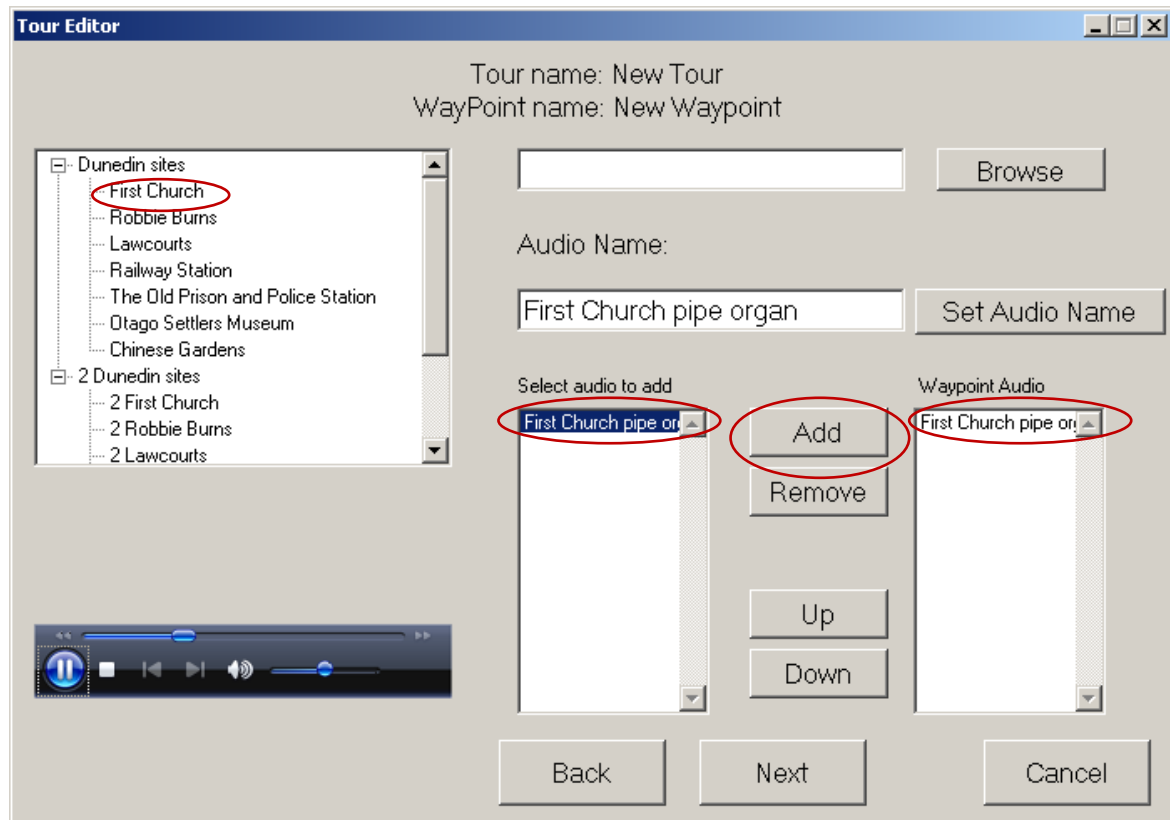 Tour Editor
Tour name: New Tour
WayPoint name: New Waypoint
Dunedin sites
First Church
Robbie Burns
Lawcourts
Railway Station
The Old Prison and Police Station
Otago Settlers Museum
Chinese Gardens
2 Dunedin sites
2 First Church
2 Robbie Burns
2 Lawcourts
Browse
Audio Name:
First Church pipe organ
Set Audio Name
Select audio to add
First Church pipe or
Add
Remove
Up
Down
Waypoint Audio
First Church pipe org
Back
Next
Cancel